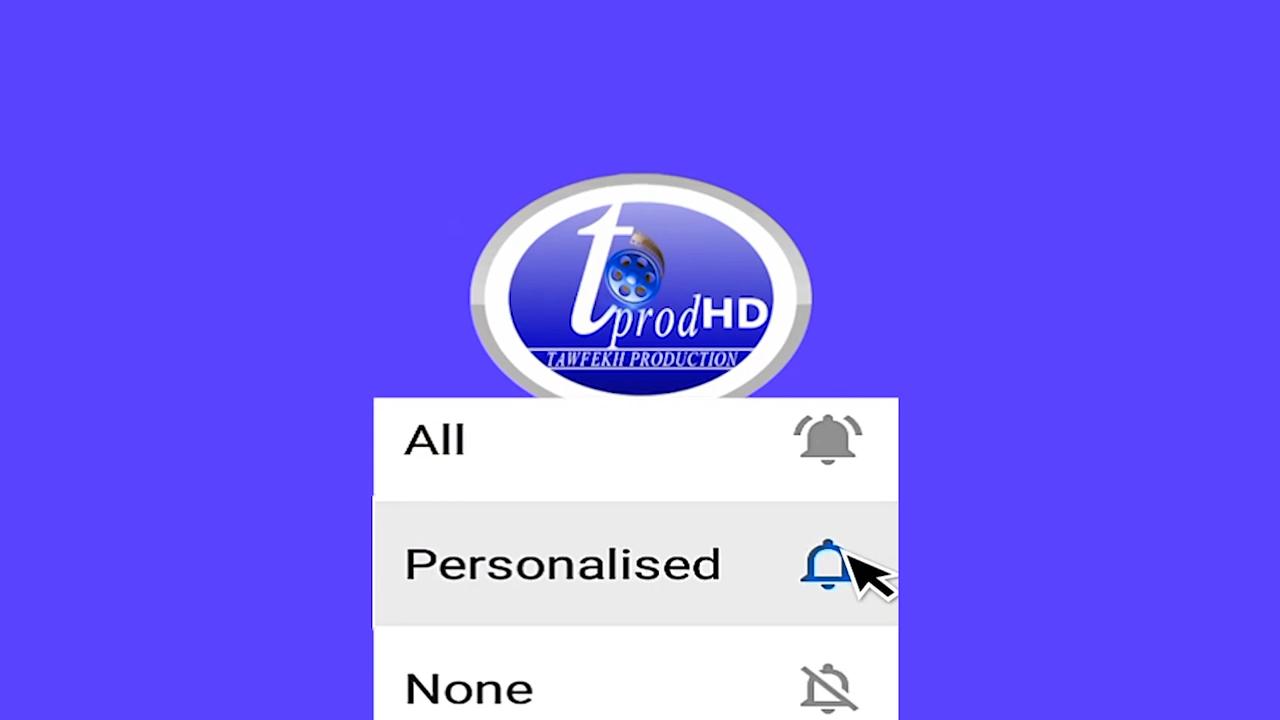 t
prodHD
TAWFEKH PRODUCTION
All
Personalised
None